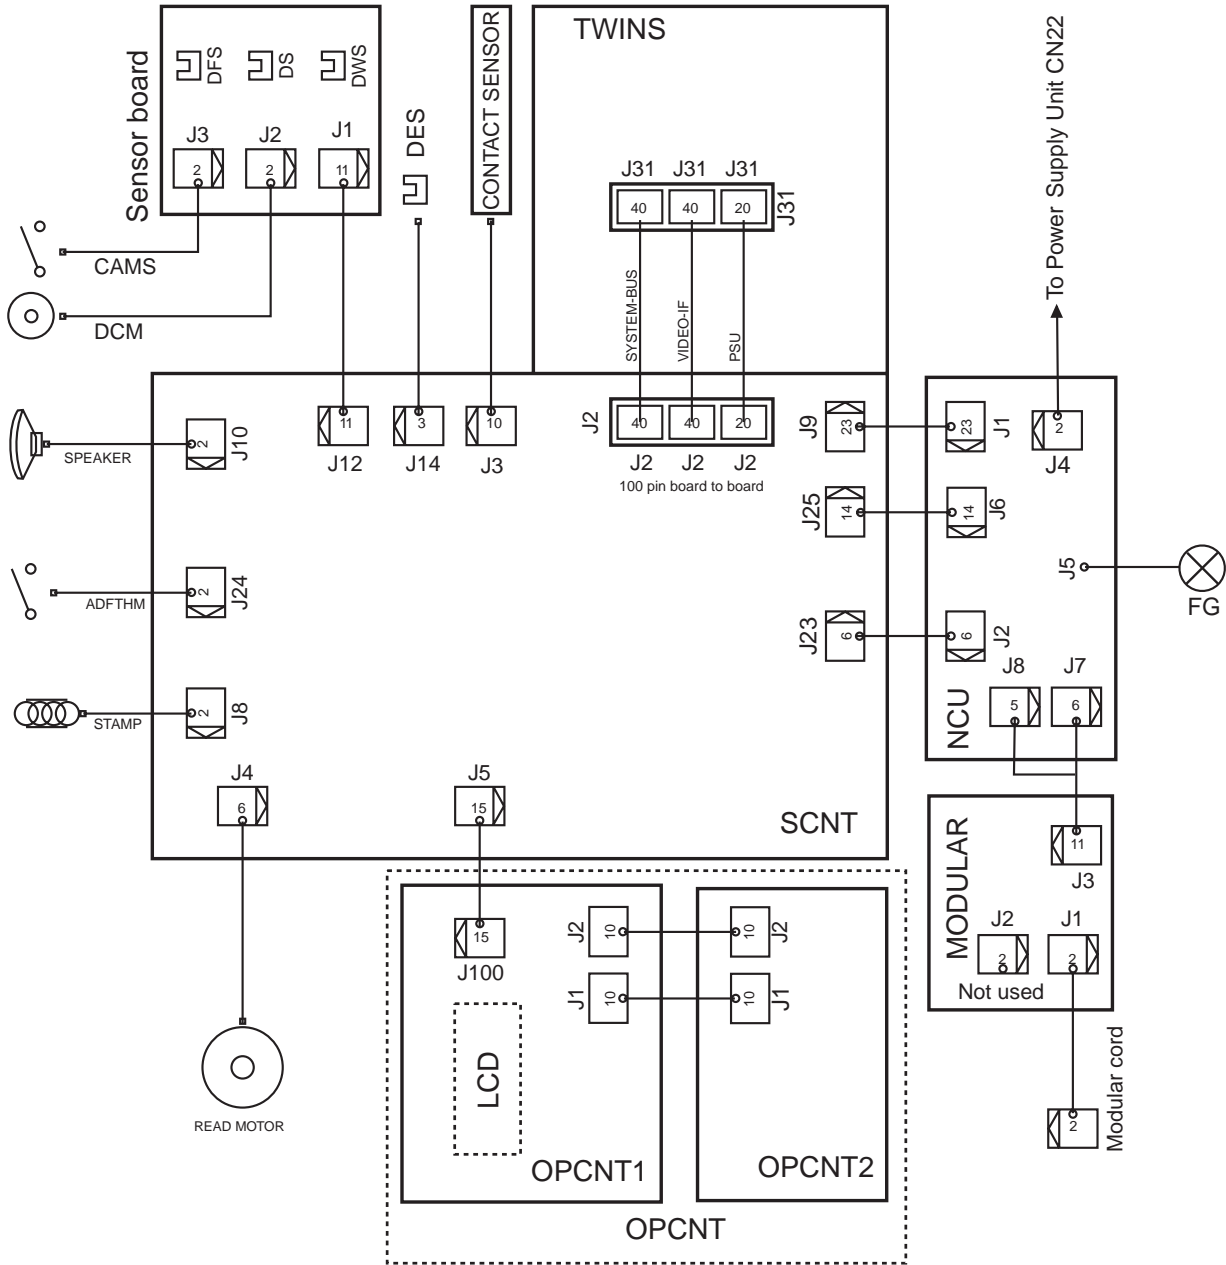 TWINS
Sensor board
DFS
DS
DWS
J3
J2
J1
2
2
11
DES
CONTACT SENSOR
To Power Supply Unit CN22
J31
J31
J31
40
40
20
J31
CAMS
DCM
SYSTEM-BUS
VIDEO-IF
PSU
SPEAKER
2
J10
11
J12
3
J14
10
J3
J2
40
40
20
J2
J2
J2
100 pin board to board
J9
23
23
J1
2
J4
J25
14
14
J6
J5
FG
ADFTHM
2
J24
J23
6
6
J2
STAMP
2
J8
J8
J7
5
6
NCU
J4
6
J5
15
SCNT
MODULAR
11
J3
J2
J1
2
2
Not used
15
J100
J2
10
10
J2
J1
10
10
J1
LCD
OPCNT1
OPCNT2
OPCNT
READ MOTOR
2
Modular cord